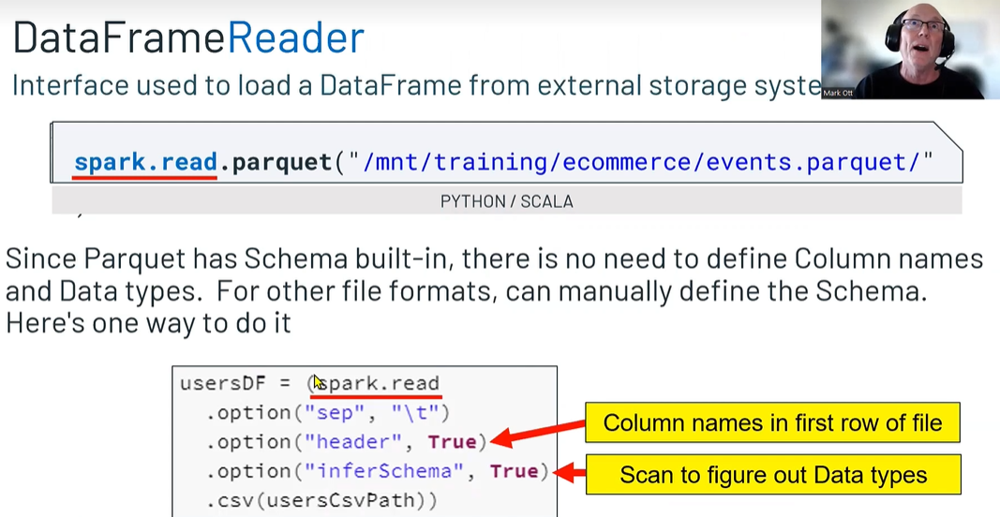 DataFrameReader
Interface used to load a DataFrame from external storage syste
Mark Ott
spark.read.parquet("/mnt/training/ecommerce/events.parquet/"
PYTHON / SCALA
Since Parquet has Schema built-in, there is no need to define Column names
and Data types. For other file formats, can manually define the Schema.
Here's one way to do it
usersDF = (spark.read
.option("sep", "\t")
.option("header", True)
.option("inferSchema", True)
.csv(usersCsvPath))
Column names in first row of file
Scan to figure out Data types